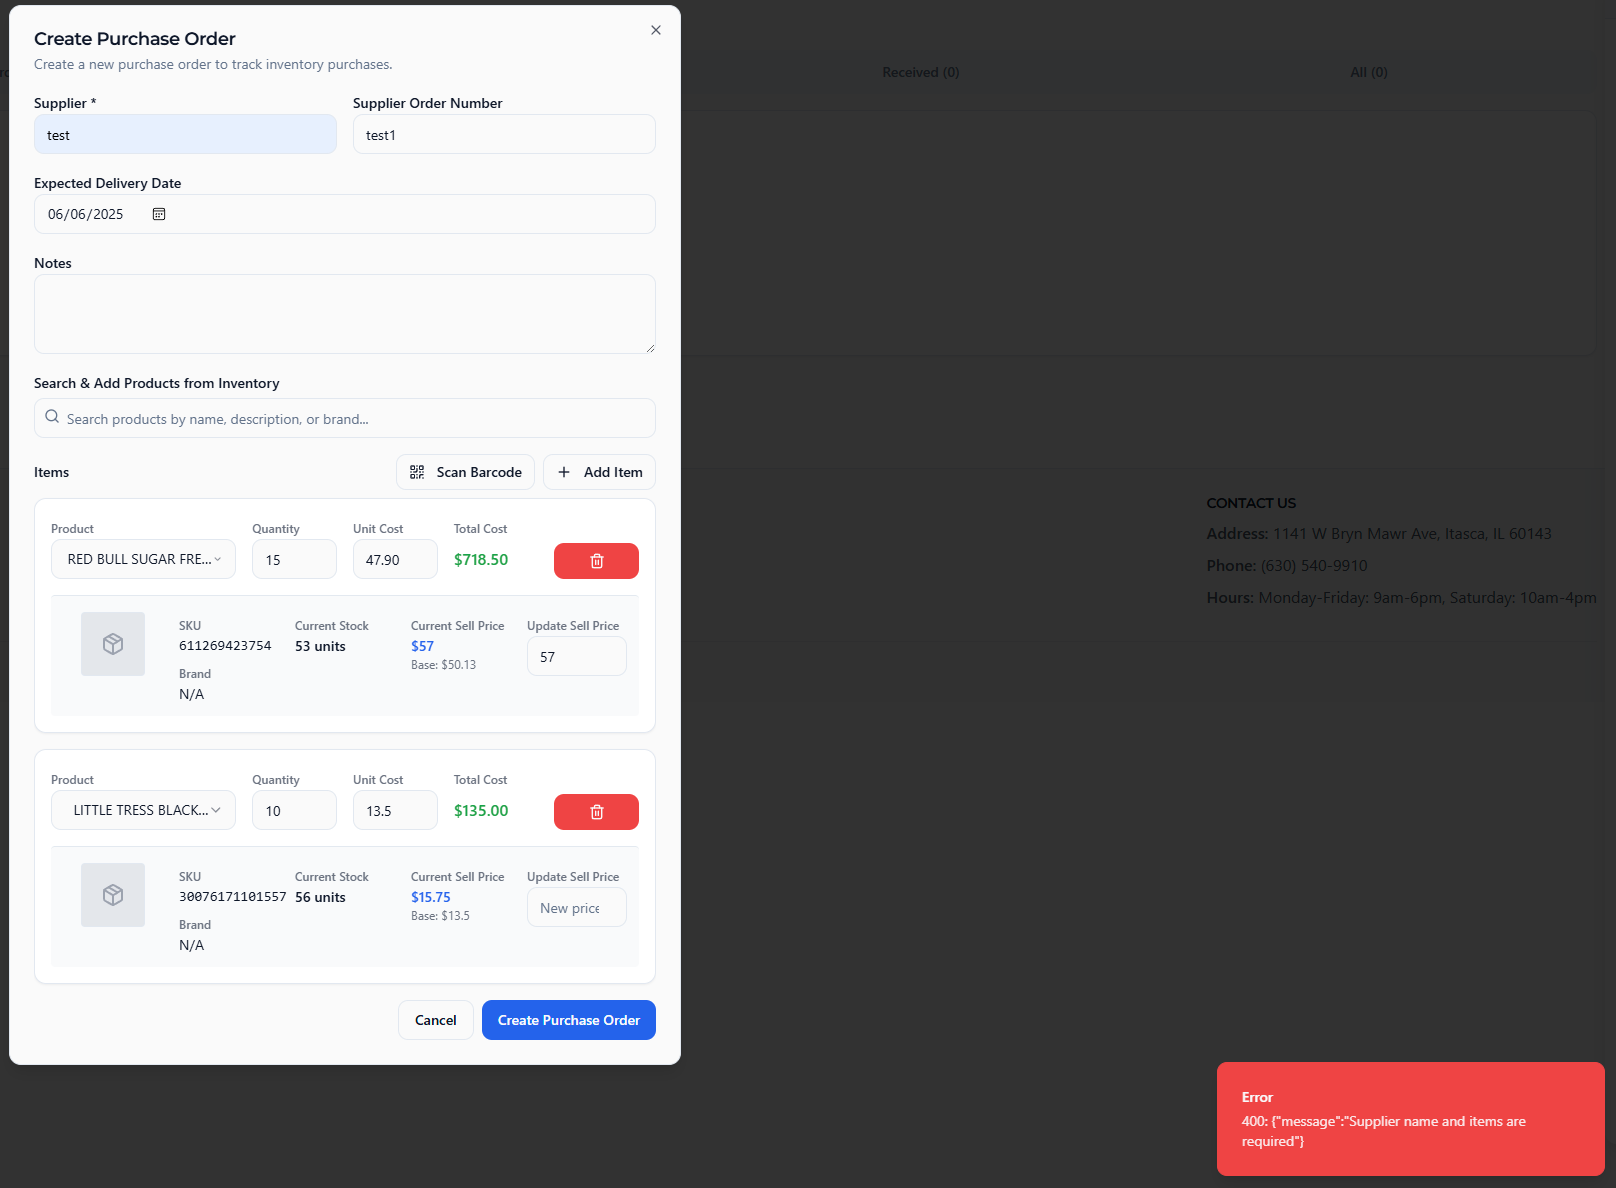 Create Purchase Order
Create a new purchase order to track inventory purchases.
Supplier *
Supplier Order Number
test
test1
Expected Delivery Date
06/06/2025
Notes
Search & Add Products from Inventory
Search products by name, description, or brand...
Items
Scan Barcode
Add Item
Product Quantity Unit Cost Total Cost
RED BULL SUGAR FRE... 15 47.90 $718.50
SKU Current Stock Current Sell Price Update Sell Price
611269423754 53 units $57 57
Base: $50.13
Brand
N/A
Product Quantity Unit Cost Total Cost
LITTLE TRESS BLACK... 10 13.5 $135.00
SKU Current Stock Current Sell Price Update Sell Price
30076171101557 56 units $15.75 New price
Base: $13.5
Brand
N/A
Cancel
Create Purchase Order
Received (0)
All (0)
CONTACT US
Address: 1141 W Bryn Mawr Ave, Itasca, IL 60143
Phone: (630) 540-9910
Hours: Monday-Friday: 9am-6pm, Saturday: 10am-4pm
Error
400: {"message":"Supplier name and items are
required"}